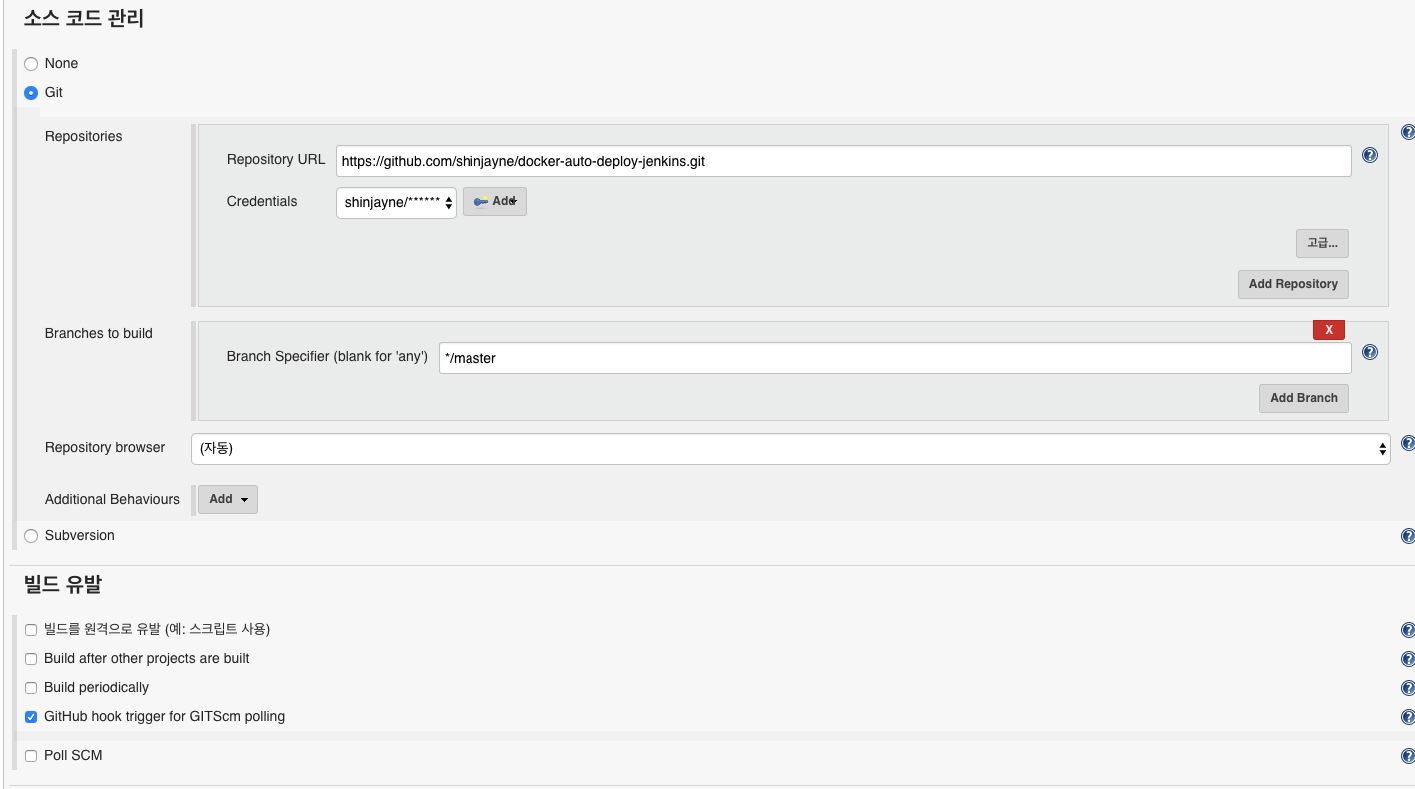 소스 코드 관리
None
Git
Repositories
Repository URL https://github.com/shinjayne/docker-auto-deploy-jenkins.git
Credentials shinjayne/****** Add
고급...
Add Repository
Branches to build
X
Branch Specifier (blank for 'any') */master
Add Branch
Repository browser (자동)
Additional Behaviours Add
Subversion
빌드 유발
빌드를 원격으로 유발 (예: 스크립트 사용)
Build after other projects are built
Build periodically
GitHub hook trigger for GITScm polling
Poll SCM